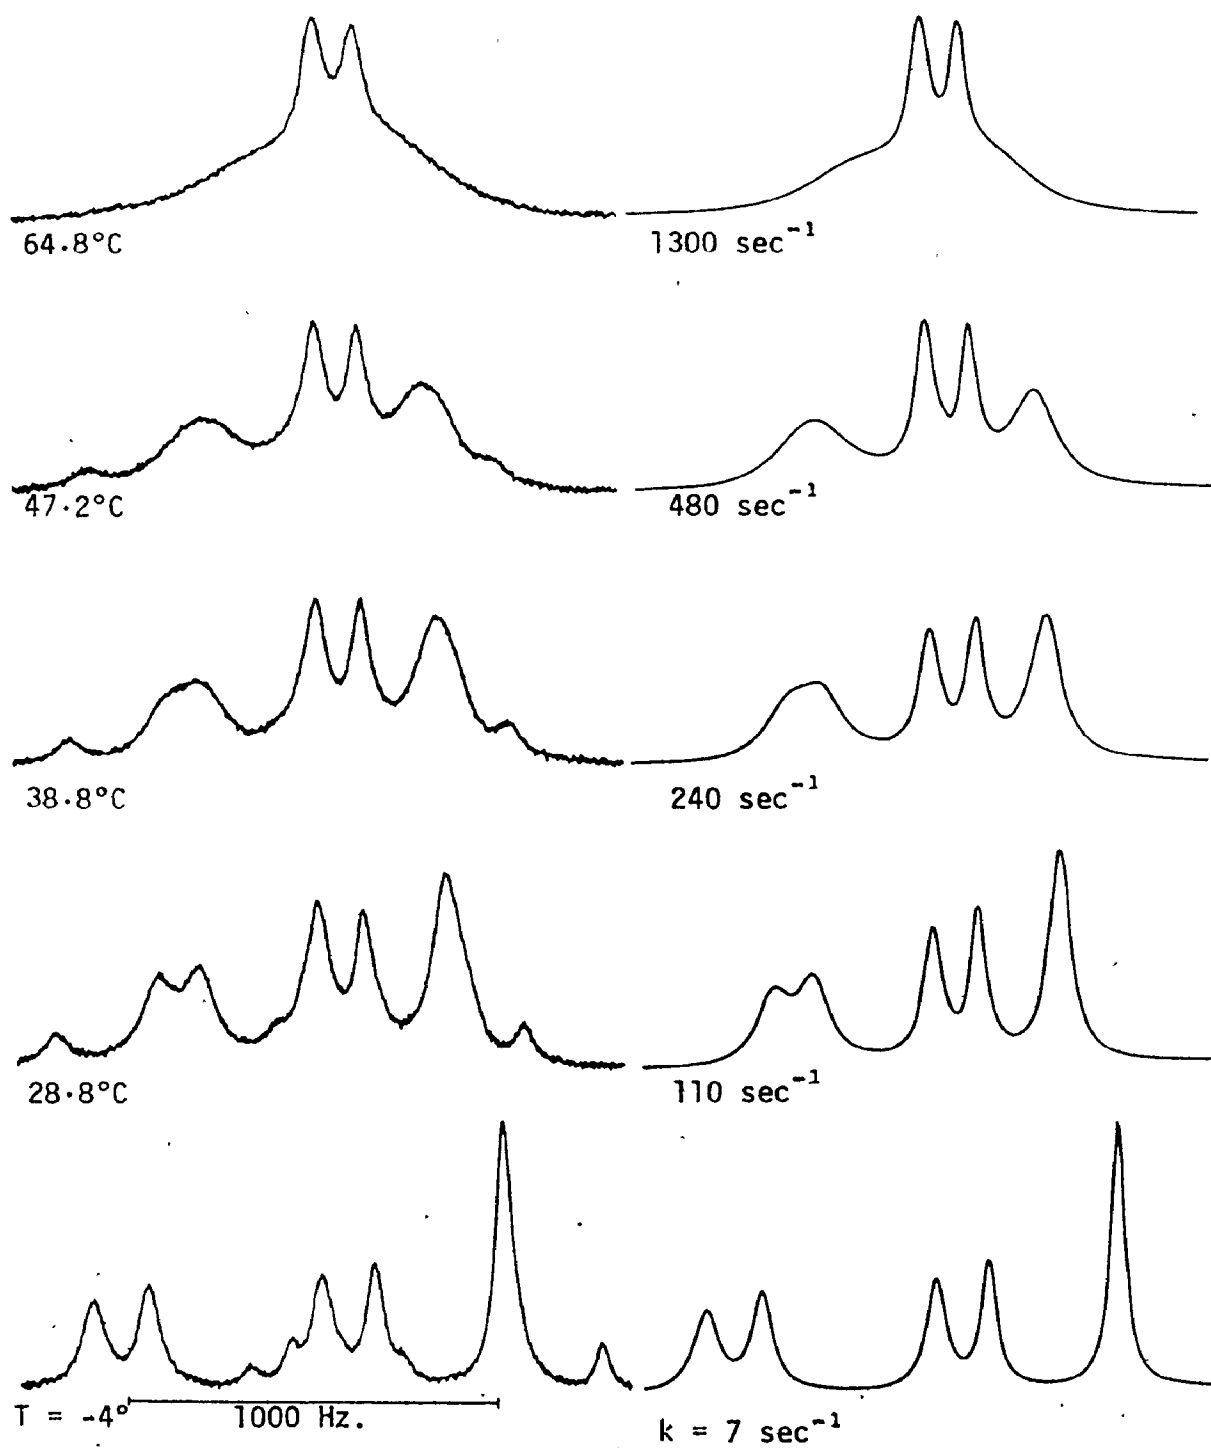 64·8°C
1300 sec⁻¹
47·2°C
480 sec⁻¹
38·8°C
240 sec⁻¹
28·8°C
110 sec⁻¹
T = -4°
1000 Hz.
k = 7 sec⁻¹